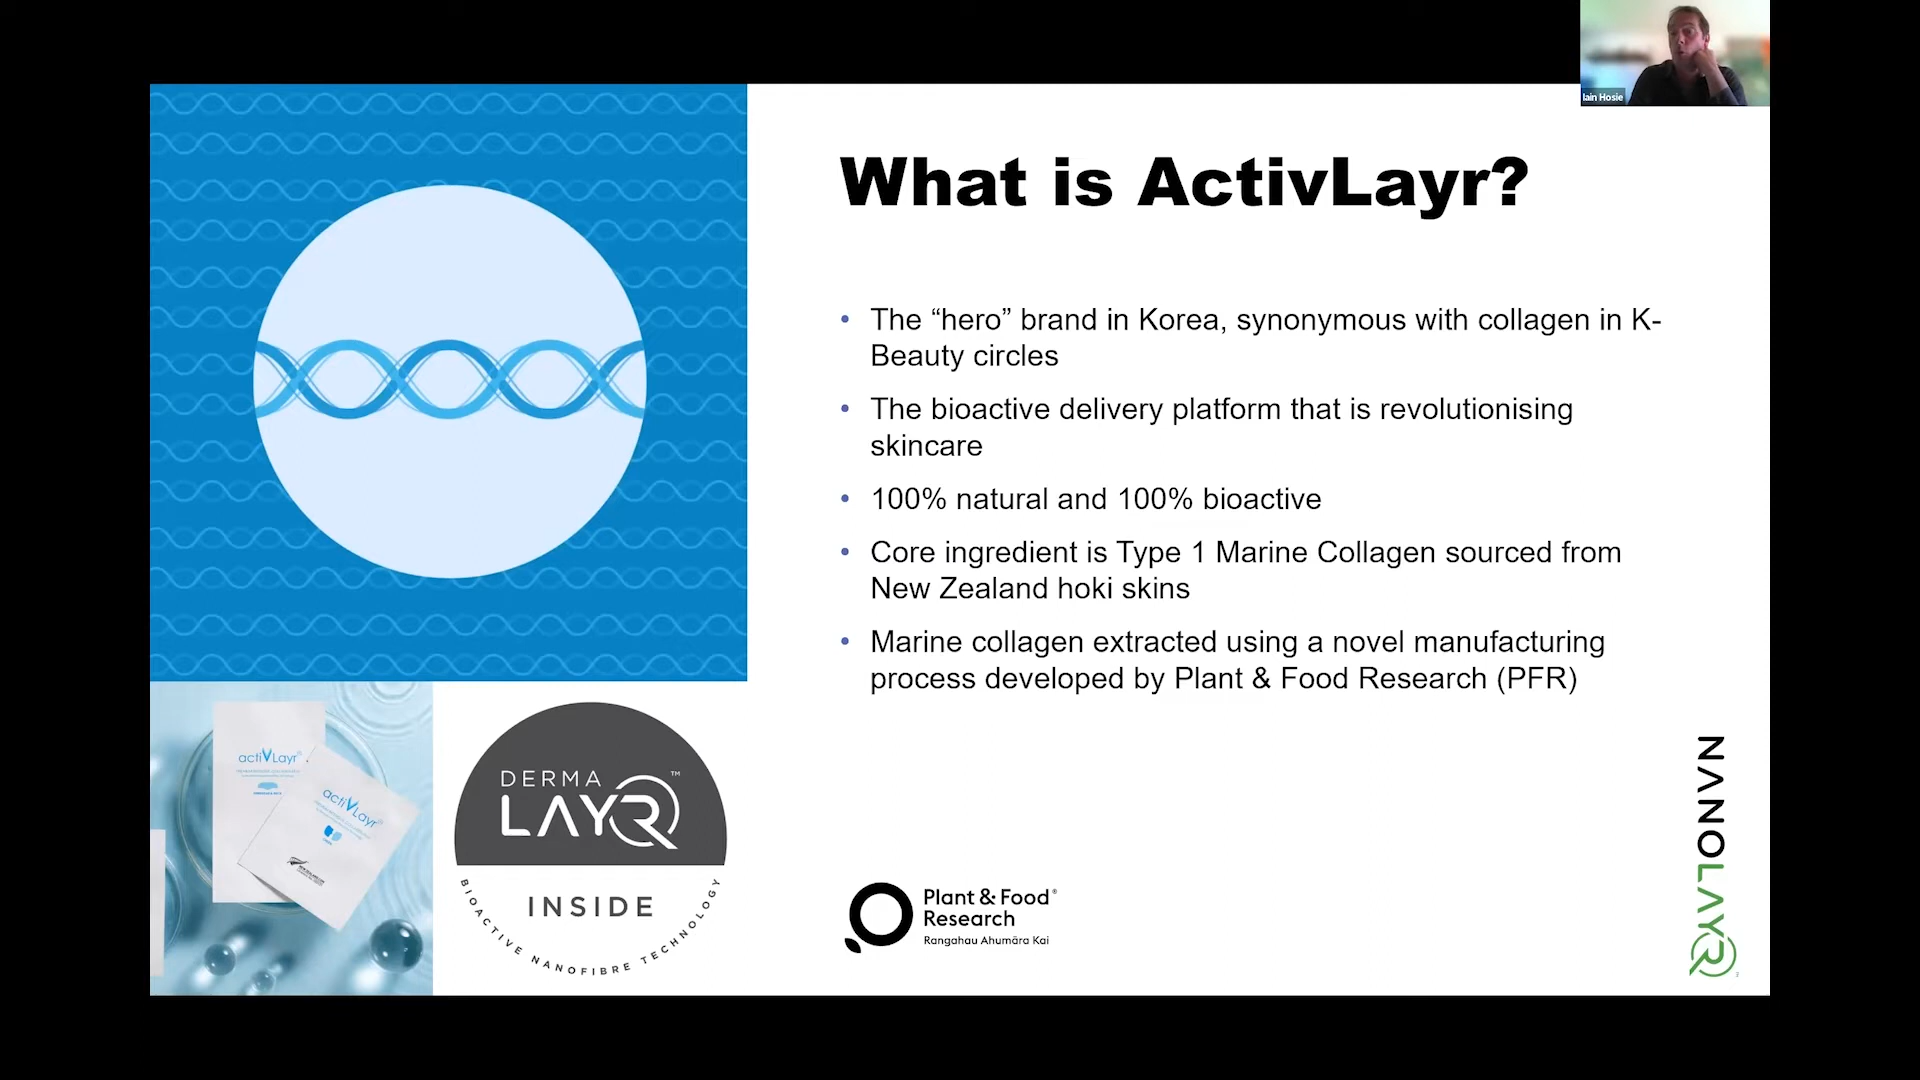 Iain Hosie
What is ActivLayr?
• The “hero” brand in Korea, synonymous with collagen in K-
Beauty circles
• The bioactive delivery platform that is revolutionising
skincare
• 100% natural and 100% bioactive
• Core ingredient is Type 1 Marine Collagen sourced from
New Zealand hoki skins
• Marine collagen extracted using a novel manufacturing
process developed by Plant & Food Research (PFR)
actiVLayr
actiVLayr
DERMA
LAYR™
INSIDE
BIOACTIVE NANOFIBRE TECHNOLOGY
Plant & Food®
Research
Rangahau Ahumāra Kai
NANOLAYR